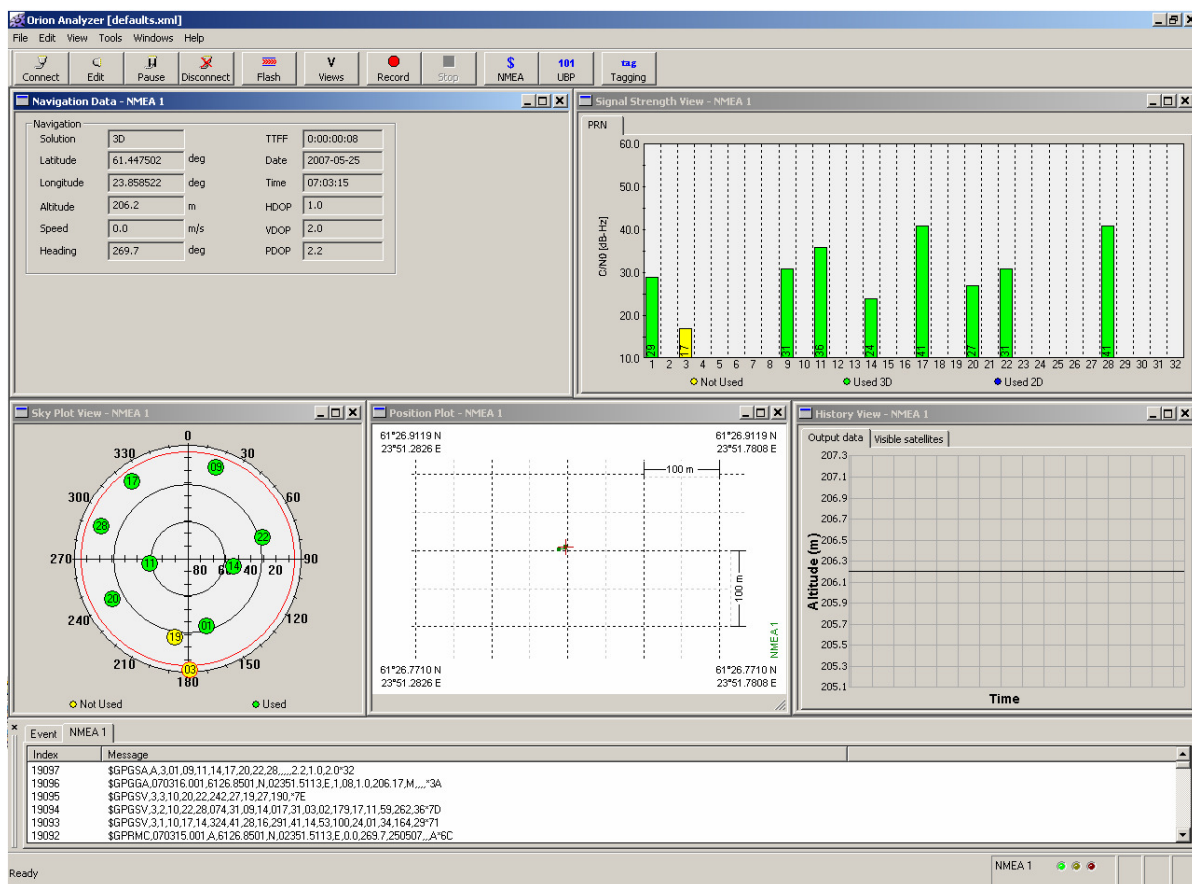 Orion Analyzer [defaults.xml]
File Edit View Tools Windows Help
Connect Edit Pause Disconnect Flash Views Record Stop NMEA UBP Tagging
V $ 101 tag
Navigation Data - NMEA 1
Navigation
Solution 3D TTFF 0:00:00:08
Latitude 61.447502 deg Date 2007-05-25
Longitude 23.858522 deg Time 07:03:15
Altitude 206.2 m HDOP 1.0
Speed 0.0 m/s VDOP 2.0
Heading 269.7 deg PDOP 2.2
Signal Strength View - NMEA 1
PRN
C/N0 [dB-Hz]
60.0
50.0
40.0
30.0
20.0
10.0
29 17 31 36 24 41 27 31 41
1 2 3 4 5 6 7 8 9 10 11 12 13 14 15 16 17 18 19 20 21 22 23 24 25 26 27 28 29 30 31 32
Not Used Used 3D Used 2D
Sky Plot View - NMEA 1
0
330 30
09
17
300 60
28
22
270 11 80 60 14 40 20 90
20
01
240 120
19
210 03 150
180
Not Used Used
Position Plot - NMEA 1
61°26.9119 N 61°26.9119 N
23°51.2826 E 23°51.7808 E
100 m
100 m
NMEA 1
61°26.7710 N 61°26.7710 N
23°51.2826 E 23°51.7808 E
History View - NMEA 1
Output data Visible satellites
Altitude (m)
207.3
207.1
206.9
206.7
206.5
206.3
206.1
205.9
205.7
205.5
205.3
205.1
Time
Event NMEA 1
Index Message
19097 $GPGSA,A,3,01,09,11,14,17,20,22,28,,,,,2.2,1.0,2.0*32
19096 $GPGGA,070316.001,6126.8501,N,02351.5113,E,1,08,1.0,206.17,M,,,,*3A
19095 $GPGSV,3,3,10,20,22,242,27,19,27,190,*7E
19094 $GPGSV,3,2,10,22,28,074,31,09,14,017,31,03,02,179,17,11,59,262,36*7D
19093 $GPGSV,3,1,10,17,14,324,41,28,16,291,41,14,53,100,24,01,34,164,29*71
19092 $GPRMC,070315.001,A,6126.8501,N,02351.5113,E,0.0,269.7,250507,,,A*6C
Ready NMEA 1